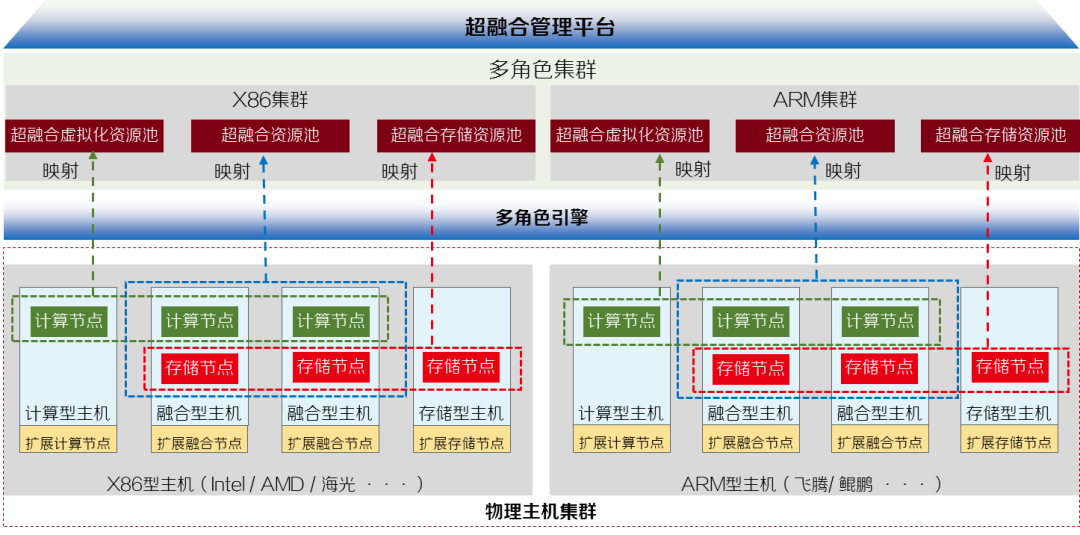 超融合管理平台
多角色集群
X86集群
ARM集群
超融合虚拟化资源池
超融合资源池
超融合存储资源池
超融合虚拟化资源池
超融合资源池
超融合存储资源池
映射
映射
映射
映射
映射
映射
多角色引擎
计算节点
计算节点
计算节点
计算节点
计算节点
计算节点
存储节点
存储节点
存储节点
存储节点
存储节点
存储节点
计算型主机
融合型主机
融合型主机
存储型主机
计算型主机
融合型主机
融合型主机
存储型主机
扩展计算节点
扩展融合节点
扩展融合节点
扩展存储节点
扩展计算节点
扩展融合节点
扩展融合节点
扩展存储节点
X86型主机（Intel / AMD / 海光 · · · ）
ARM型主机（飞腾/ 鲲鹏 · · · ）
物理主机集群